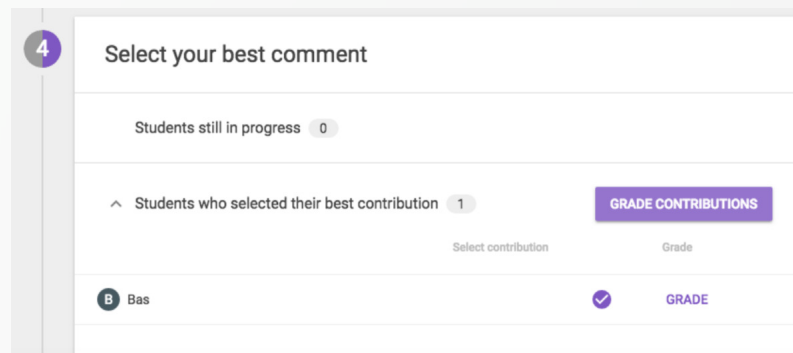 4
Select your best comment
Students still in progress 0
Students who selected their best contribution 1
GRADE CONTRIBUTIONS
Select contribution Grade
B Bas GRADE